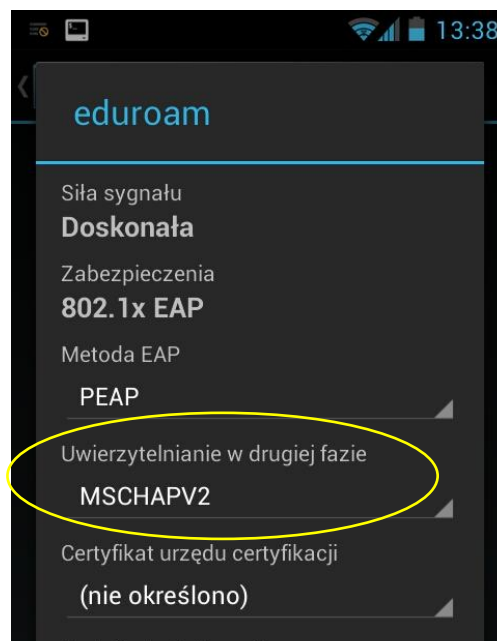 13:38
eduroam
Siła sygnału
Doskonała
Zabezpieczenia
802.1x EAP
Metoda EAP
PEAP
Uwierzytelnianie w drugiej fazie
MSCHAPV2
Certyfikat urzędu certyfikacji
(nie określono)